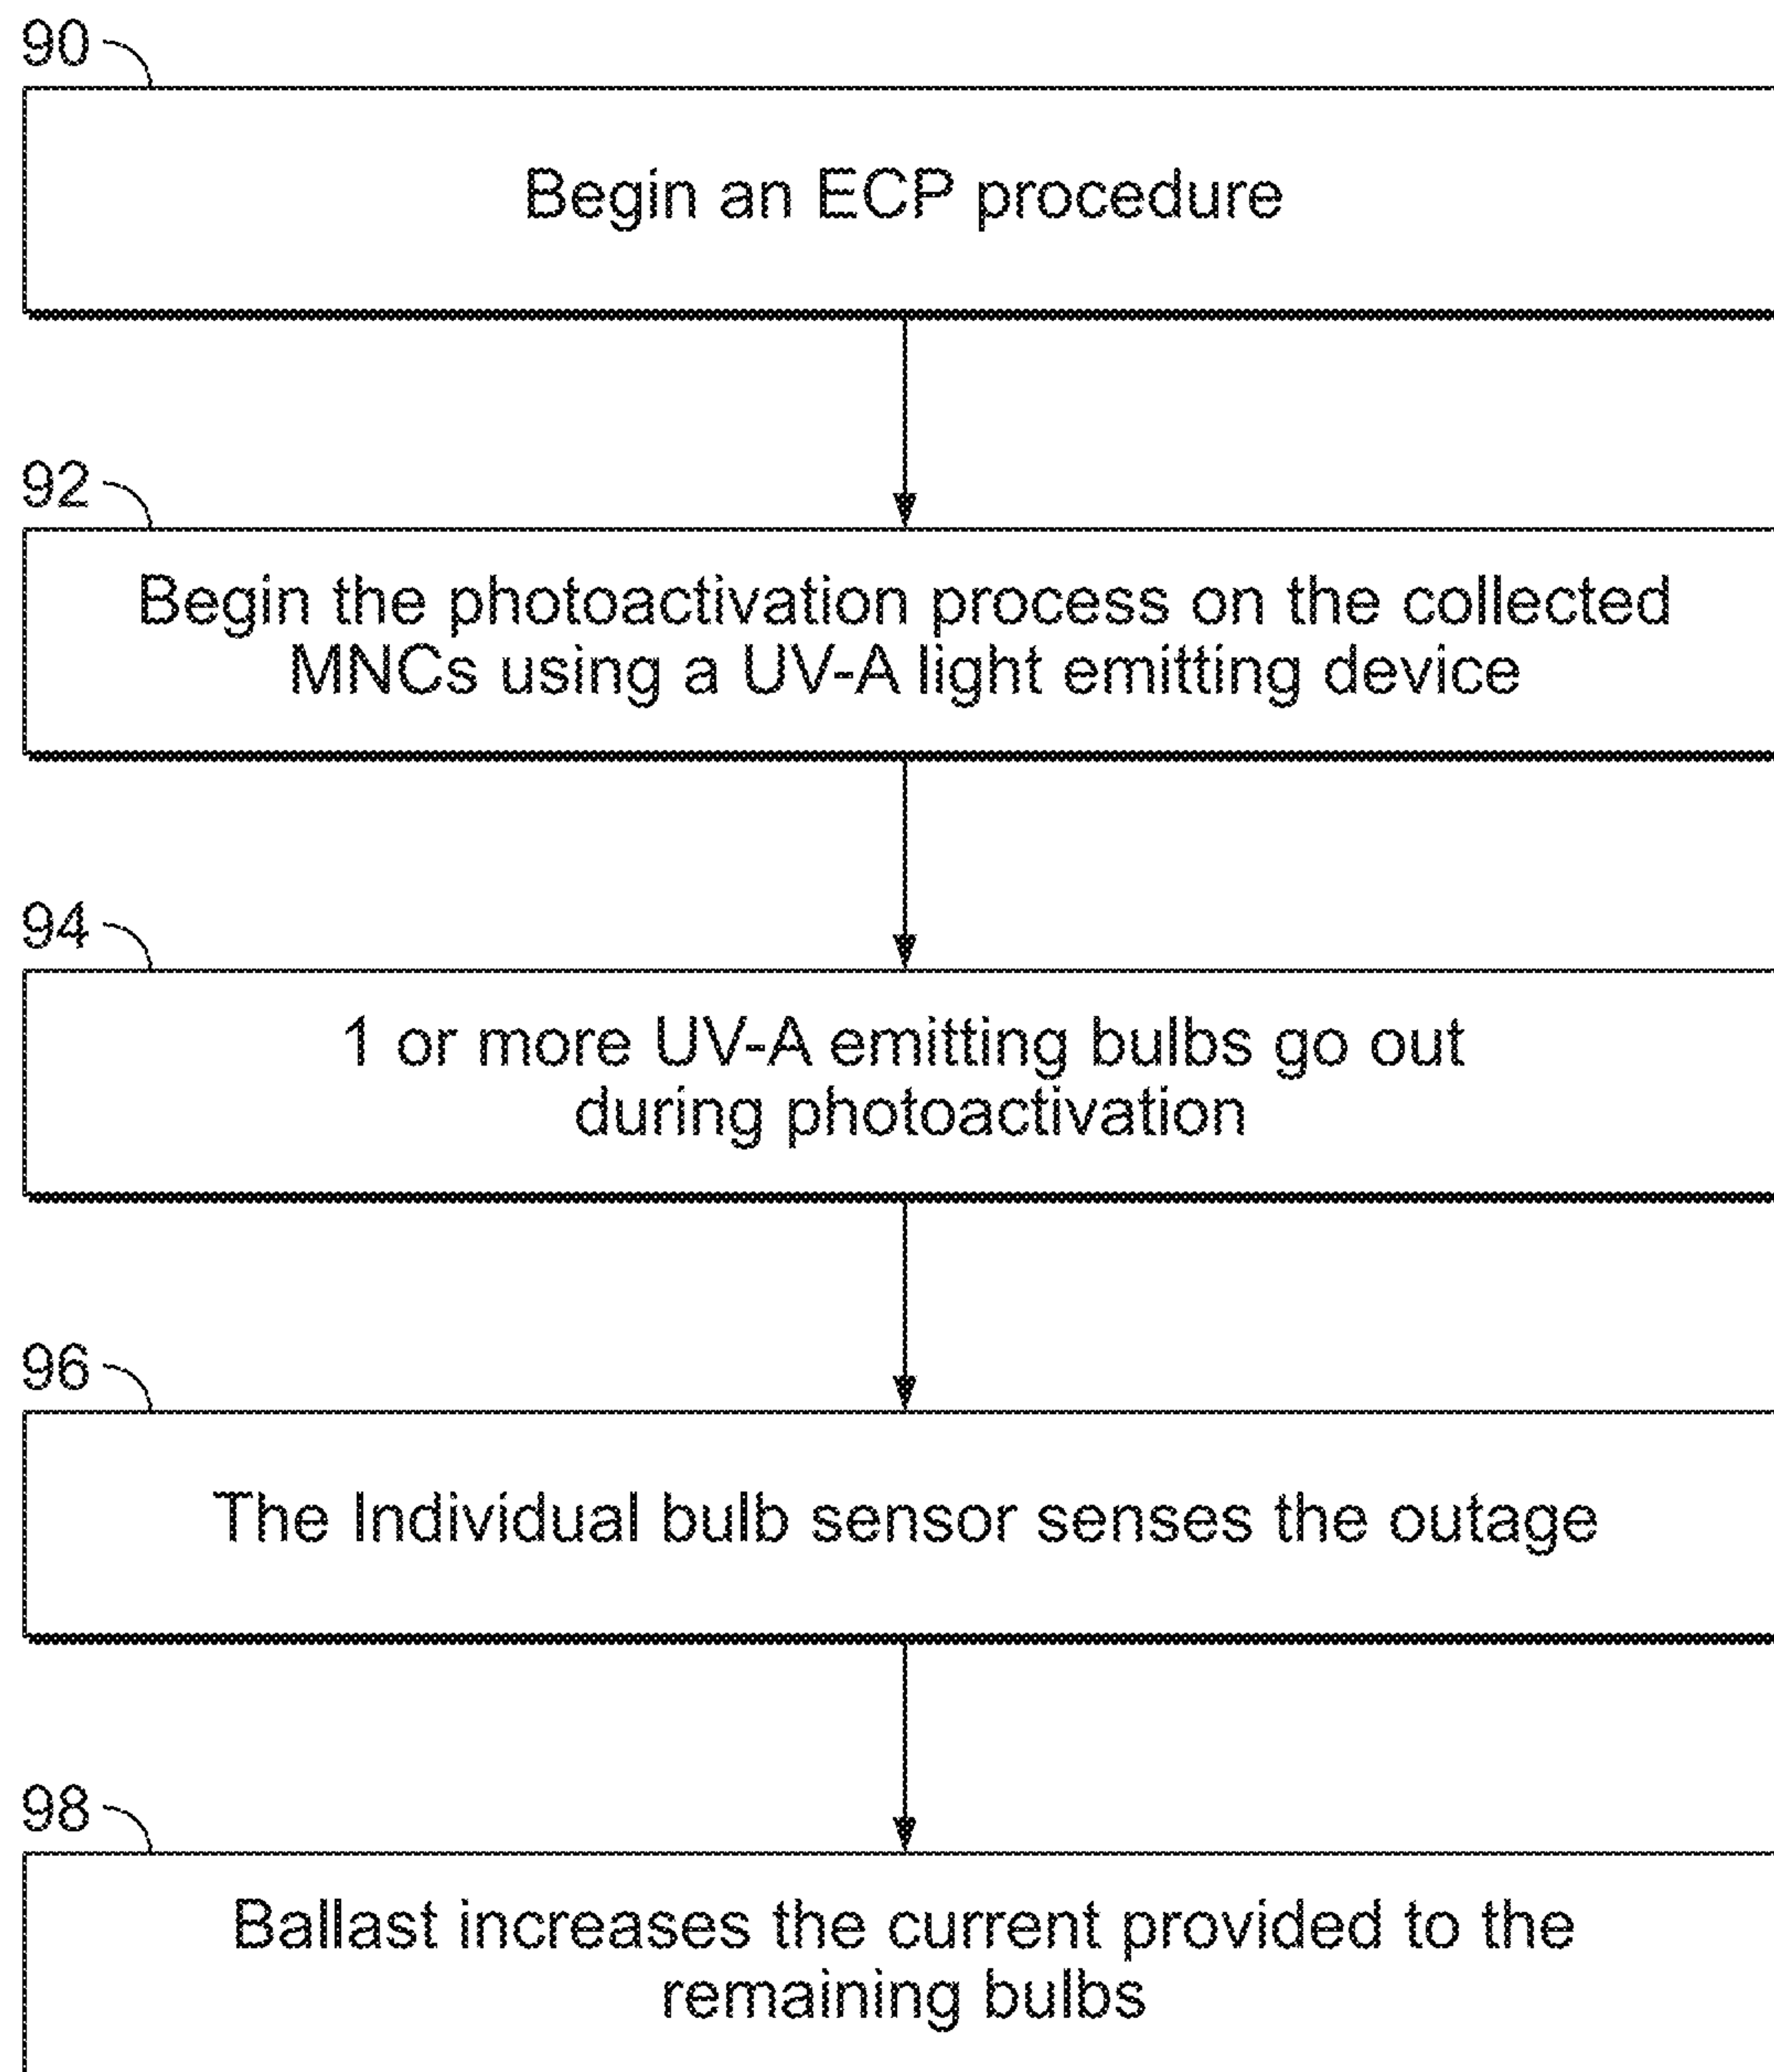 90
Begin an ECP procedure
92
Begin the photoactivation process on the collected
MNCs using a UV-A light emitting device
94
1 or more UV-A emitting bulbs go out
during photoactivation
96
The Individual bulb sensor senses the outage
98
Ballast increases the current provided to the
remaining bulbs